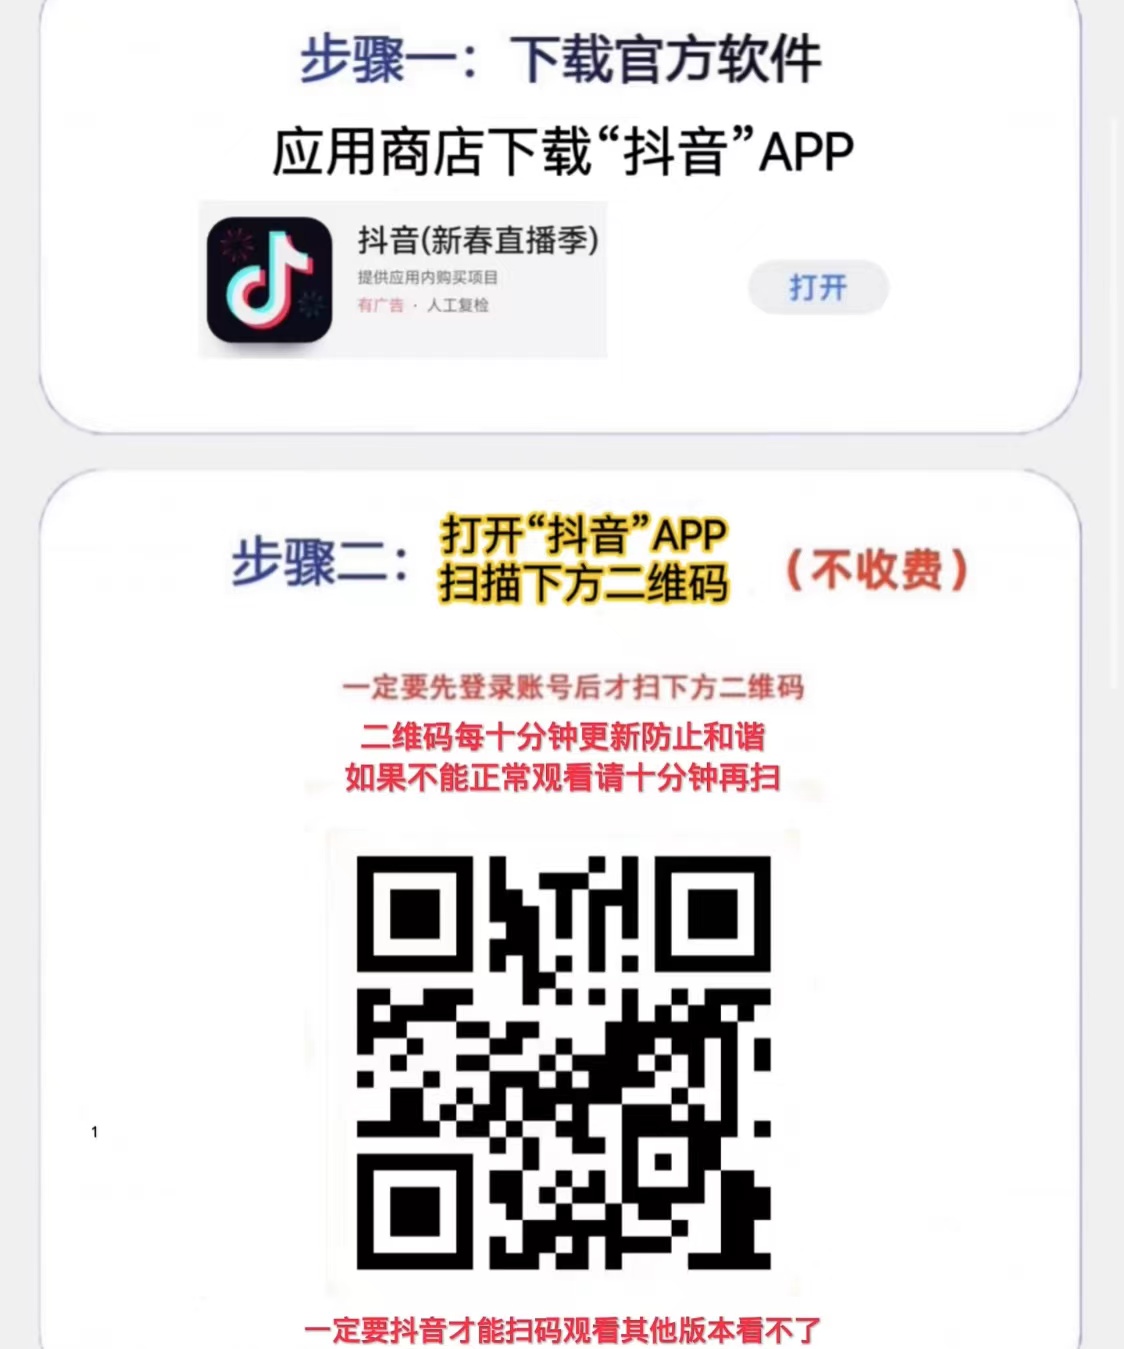 步骤一：下载官方软件
应用商店下载“抖音”APP
抖音(新春直播季)
提供应用内购买项目
有广告 · 人工复检
打开
步骤二：
打开“抖音”APP
扫描下方二维码
（不收费）
一定要先登录账号后才扫下方二维码
二维码每十分钟更新防止和谐
如果不能正常观看请十分钟再扫
1
一定要抖音才能扫码观看其他版本看不了